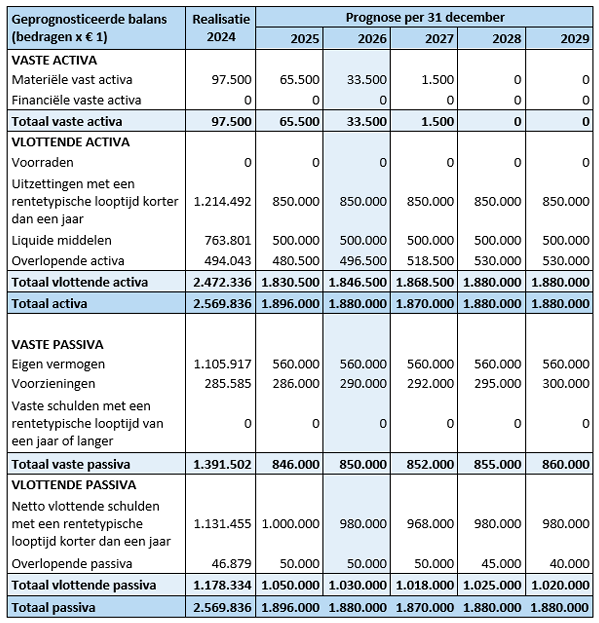 Geprognosticeerde balans Realisatie Prognose per 31 december
(bedragen x € 1) 2024 2025 2026 2027 2028 2029
VASTE ACTIVA
Materiële vast activa 97.500 65.500 33.500 1.500 0 0
Financiële vaste activa 0 0 0 0 0 0
Totaal vaste activa 97.500 65.500 33.500 1.500 0 0
VLOTTENDE ACTIVA
Voorraden 0 0 0 0 0 0
Uitzettingen met een
rentetypische looptijd korter 1.214.492 850.000 850.000 850.000 850.000 850.000
dan een jaar
Liquide middelen 763.801 500.000 500.000 500.000 500.000 500.000
Overlopende activa 494.043 480.500 496.500 518.500 530.000 530.000
Totaal vlottende activa 2.472.336 1.830.500 1.846.500 1.868.500 1.880.000 1.880.000
Totaal activa 2.569.836 1.896.000 1.880.000 1.870.000 1.880.000 1.880.000
VASTE PASSIVA
Eigen vermogen 1.105.917 560.000 560.000 560.000 560.000 560.000
Voorzieningen 285.585 286.000 290.000 292.000 295.000 300.000
Vaste schulden met een
rentetypische looptijd van 0 0 0 0 0 0
een jaar of langer
Totaal vaste passiva 1.391.502 846.000 850.000 852.000 855.000 860.000
VLOTTENDE PASSIVA
Netto vlottende schulden
met een rentetypische 1.131.455 1.000.000 980.000 968.000 980.000 980.000
looptijd korter dan een jaar
Overlopende passiva 46.879 50.000 50.000 50.000 45.000 40.000
Totaal vlottende passiva 1.178.334 1.050.000 1.030.000 1.018.000 1.025.000 1.020.000
Totaal passiva 2.569.836 1.896.000 1.880.000 1.870.000 1.880.000 1.880.000